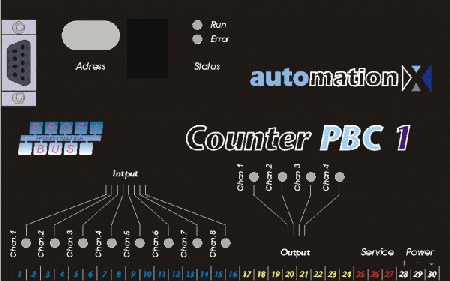 Run
Error
Adress
Status
automationX
BUS
Counter PBC 1
Intput
Chan.1
Chan.2
Chan.3
Chan.4
Chan.1
Chan.2
Chan.3
Chan.4
Chan.5
Chan.6
Chan.7
Chan.8
Output
Service
Power
1 2 3 4 5 6 7 8 9 10 11 12 13 14 15 16 17 18 19 20 21 22 23 24 25 26 27 28 29 30